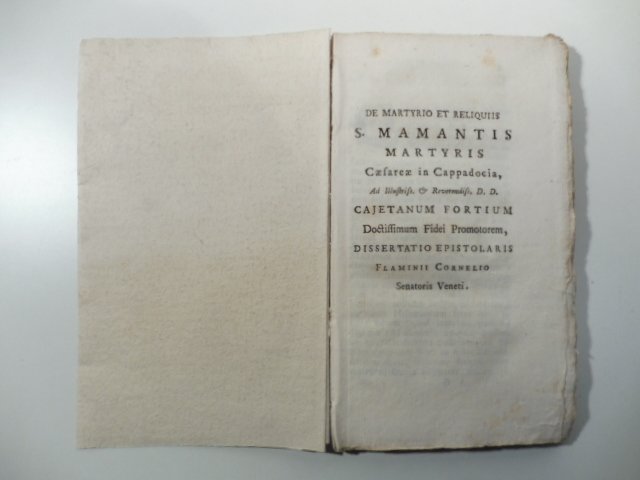 DE MARTYRIO ET RELIQUIIS
S. MAMANTIS
MARTYRIS
Cæſareæ in Cappadocia,
Ad Illuſtriſs. & Reverendiſs. D. D.
CAJETANUM FORTIUM
Doctiſſimum Fidei Promotorem,
DISSERTATIO EPISTOLARIS
FLAMINII CORNELIO
Senatoris Veneti.